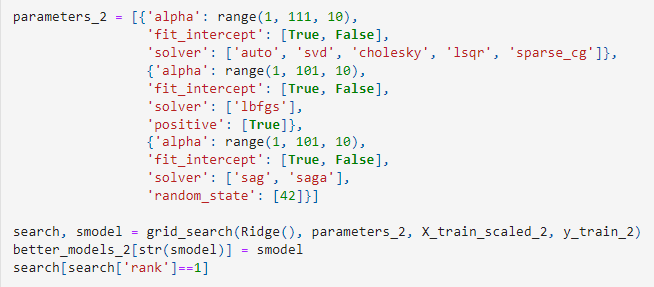 parameters_2 = [{'alpha': range(1, 111, 10),
'fit_intercept': [True, False],
'solver': ['auto', 'svd', 'cholesky', 'lsqr', 'sparse_cg']},
{'alpha': range(1, 101, 10),
'fit_intercept': [True, False],
'solver': ['lbfgs'],
'positive': [True]},
{'alpha': range(1, 101, 10),
'fit_intercept': [True, False],
'solver': ['sag', 'saga'],
'random_state': [42]}]
search, smodel = grid_search(Ridge(), parameters_2, X_train_scaled_2, y_train_2)
better_models_2[str(smodel)] = smodel
search[search['rank']==1]